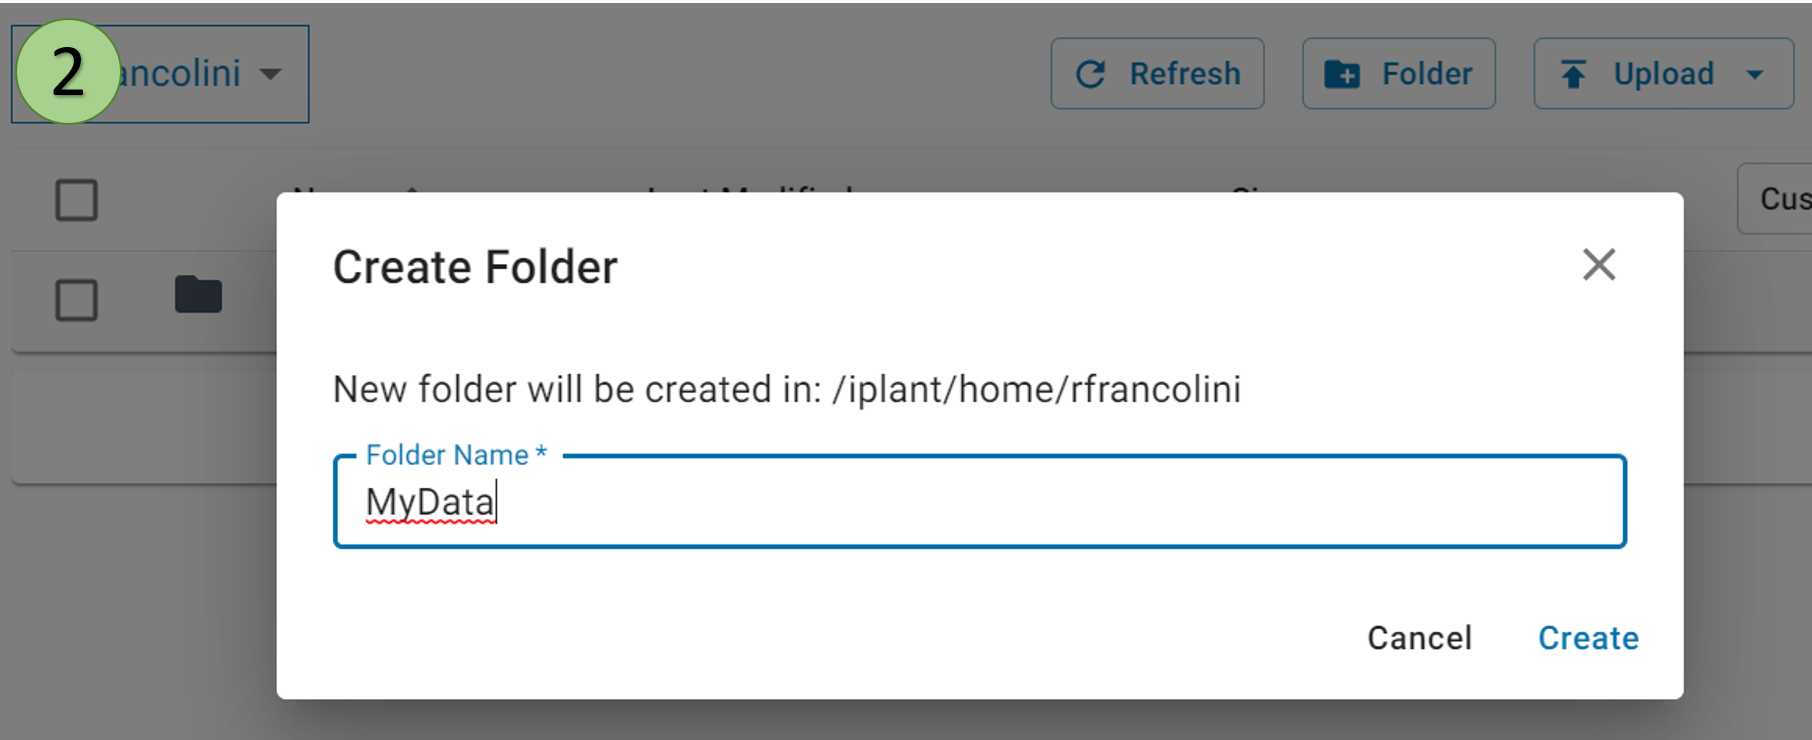 2 ancolini Refresh Folder Upload
Cus
Create Folder
New folder will be created in: /iplant/home/rfrancolini
Folder Name *
MyData
Cancel Create